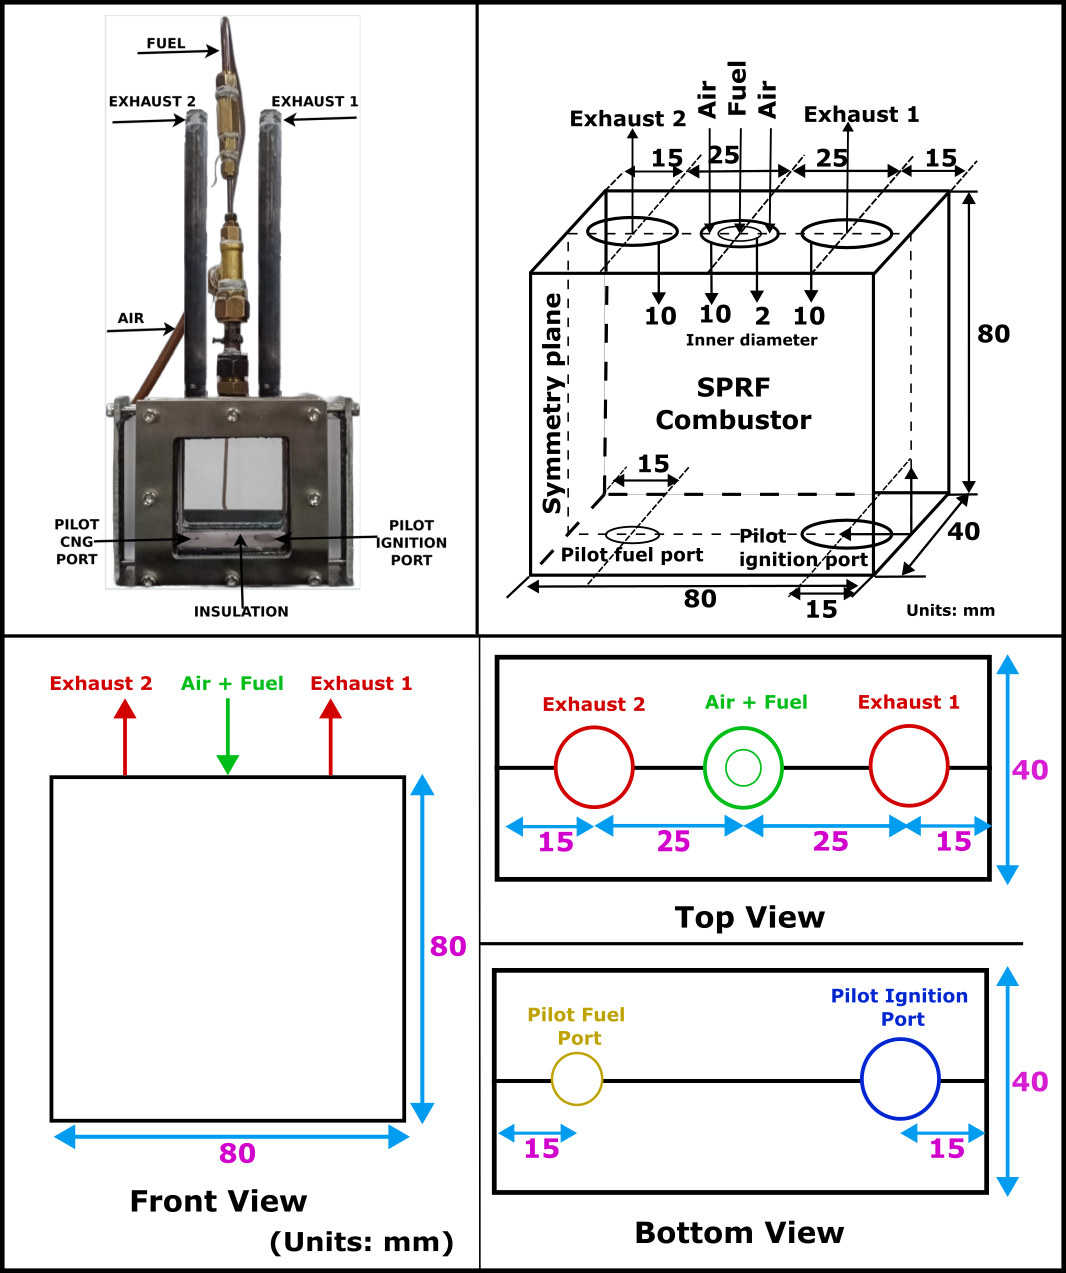 FUEL
EXHAUST 2
EXHAUST 1
AIR
PILOT
CNG
PORT
PILOT
IGNITION
PORT
INSULATION
Air
Fuel
Air
Exhaust 2
Exhaust 1
15
25
25
15
10
10
2
10
Inner diameter
80
Symmetry plane
SPRF
Combustor
15
Pilot fuel port
Pilot
ignition port
40
80
15
Units: mm
Exhaust 2
Air + Fuel
Exhaust 1
80
80
Front View
(Units: mm)
Exhaust 2
Air + Fuel
Exhaust 1
40
15
25
25
15
Top View
Pilot Fuel
Port
Pilot Ignition
Port
40
15
15
Bottom View